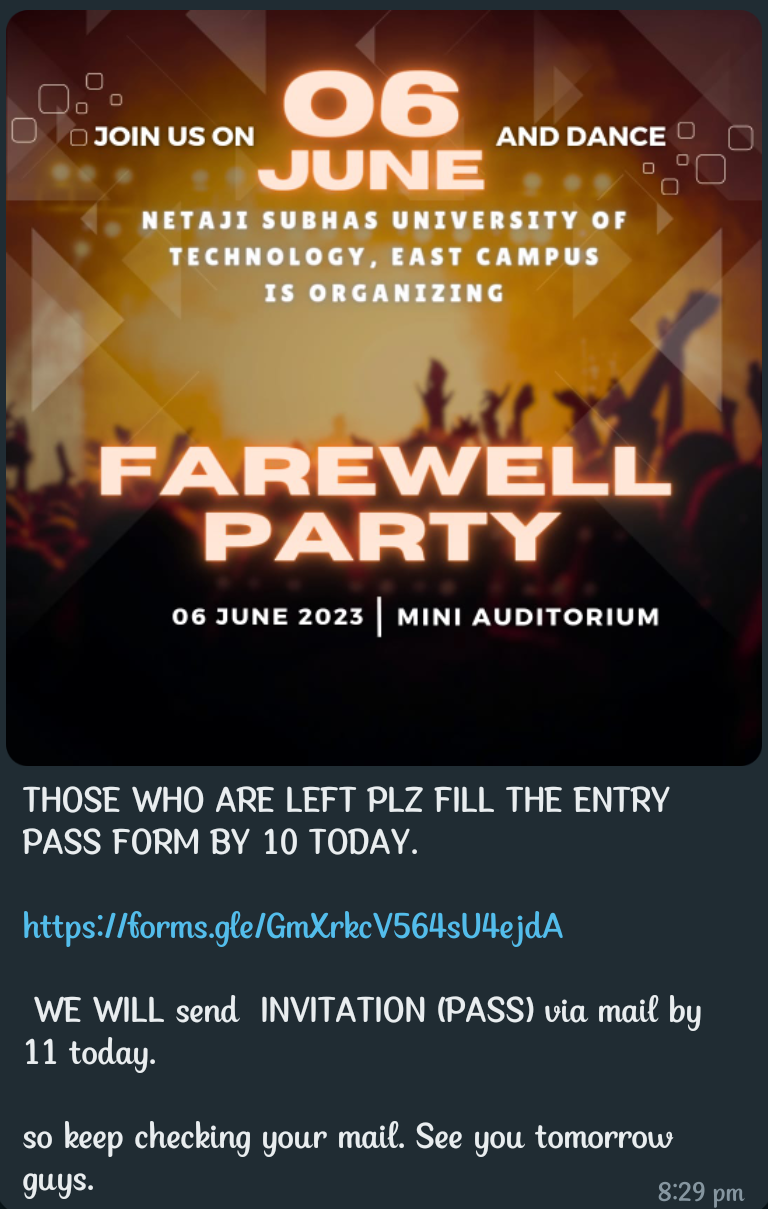 06
JOIN US ON
AND DANCE
JUNE
NETAJI SUBHAS UNIVERSITY OF
TECHNOLOGY, EAST CAMPUS
IS ORGANIZING
FAREWELL
PARTY
06 JUNE 2023 | MINI AUDITORIUM
THOSE WHO ARE LEFT PLZ FILL THE ENTRY
PASS FORM BY 10 TODAY.
https://forms.gle/GmXrkcV564sU4ejdA
WE WILL send INVITATION (PASS) via mail by
11 today.
so keep checking your mail. See you tomorrow
guys.
8:29 pm